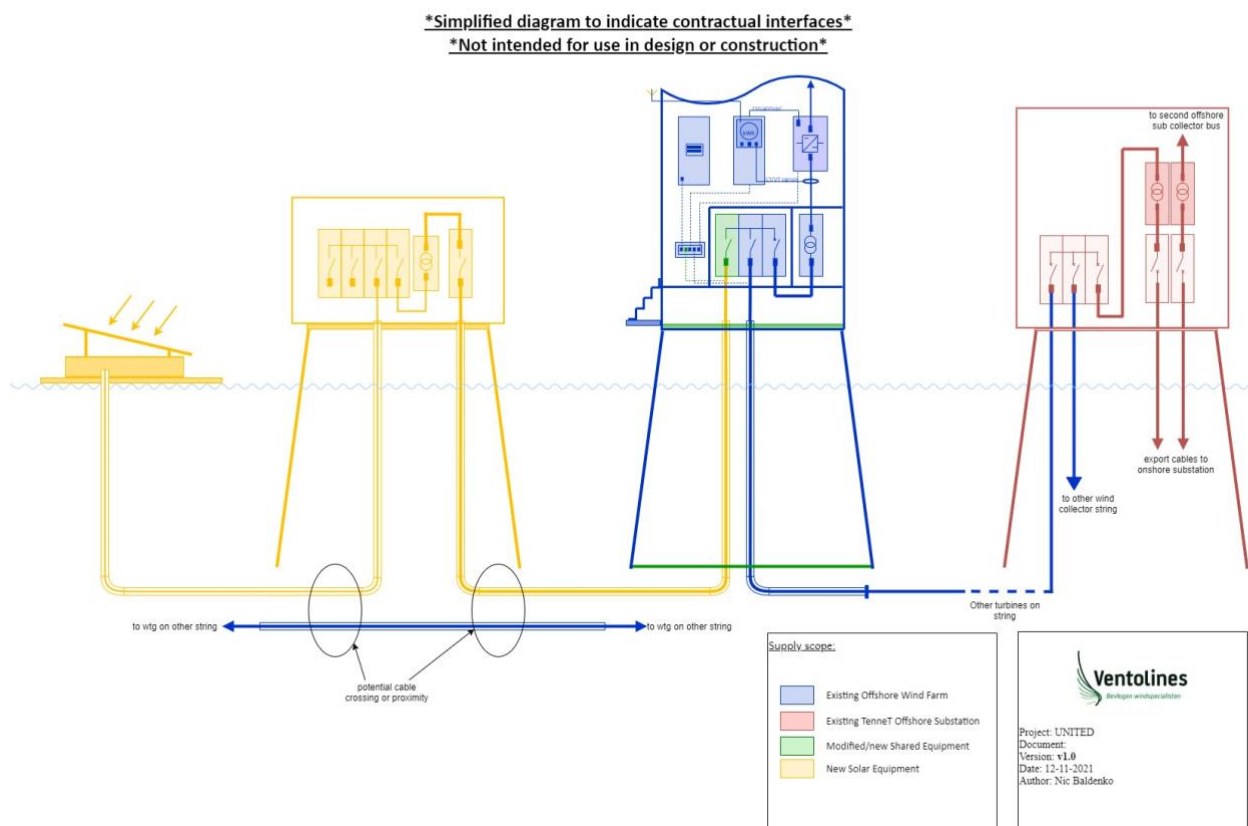 *Simplified diagram to indicate contractual interfaces*
*Not intended for use in design or construction*
to second offshore
sub collector bus
kWh
export cables to
onshore substation
to other wind
collector string
Other turbines on
string
to wtg on other string
to wtg on other string
potential cable
crossing or proximity
Supply scope:
Existing Offshore Wind Farm
Existing TenneT Offshore Substation
Modified/new Shared Equipment
New Solar Equipment
Ventolines
Bevlogen windspecialisten
Project: UNITED
Document:
Version: v1.0
Date: 12-11-2021
Author: Nic Baldenko